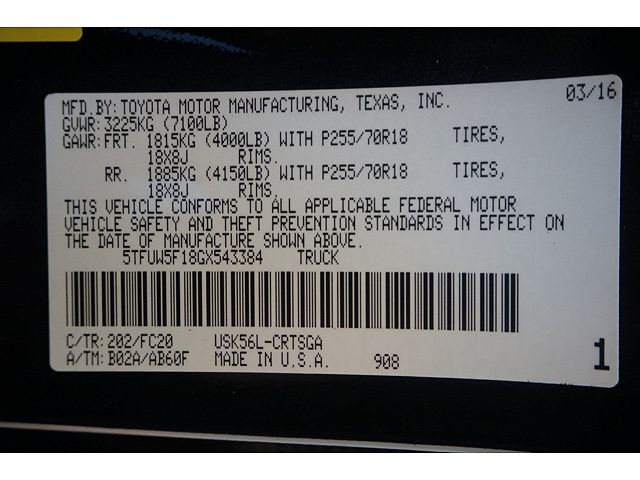 MFD.BY:TOYOTA MOTOR MANUFACTURING, TEXAS, INC. 03/16
GVWR:3225KG (7100LB)
GAWR:FRT. 1815KG (4000LB) WITH P255/70R18 TIRES,
18X8J RIMS.
RR. 1885KG (4150LB) WITH P255/70R18 TIRES,
18X8J RIMS.
THIS VEHICLE CONFORMS TO ALL APPLICABLE FEDERAL MOTOR
VEHICLE SAFETY AND THEFT PREVENTION STANDARDS IN EFFECT ON
THE DATE OF MANUFACTURE SHOWN ABOVE.
5TFUW5F18GX543384 TRUCK
C/TR:202/FC20 USK56L-CRTSGA
A/TM:B02A/AB60F MADE IN U.S.A. 908 1